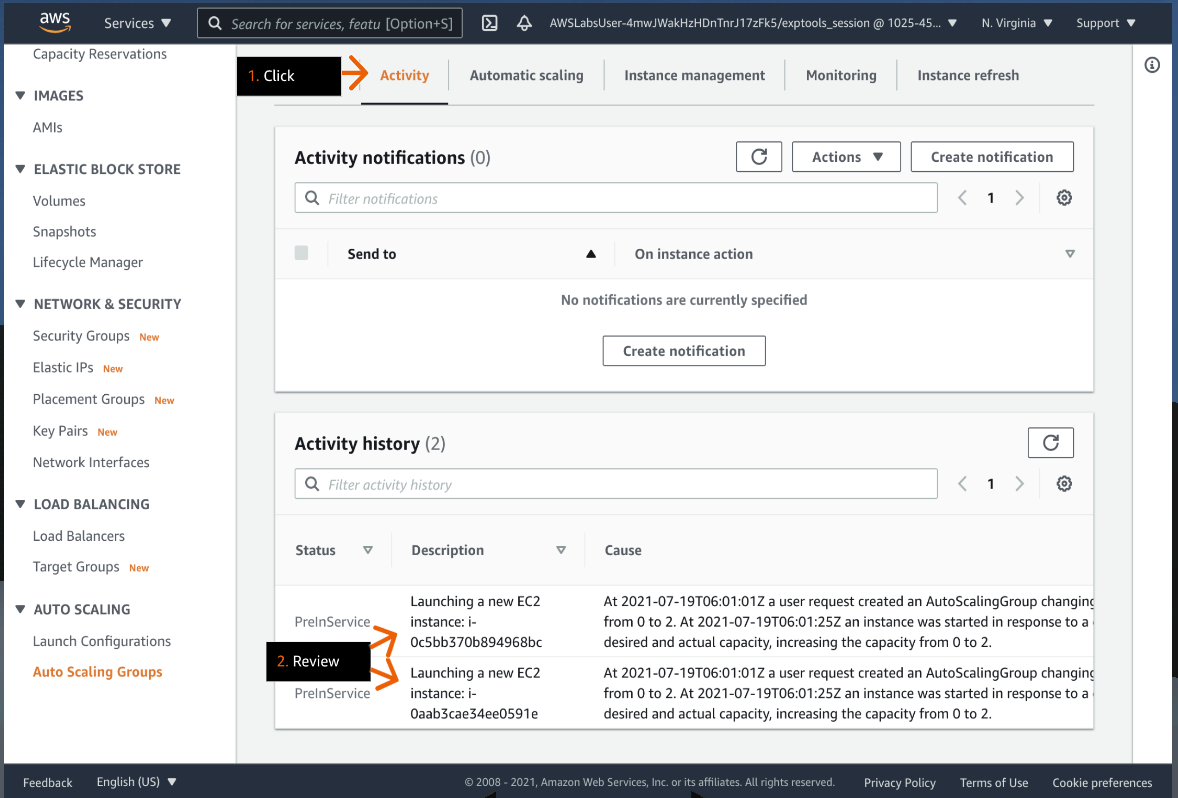 aws
Services
Search for services, featu [Option+S]
AWSLabsUser-4mwJWakHzHDnTnrJ17zFk5/exptools_session @ 1025-45...
N. Virginia
Support
Capacity Reservations
IMAGES
AMIs
ELASTIC BLOCK STORE
Volumes
Snapshots
Lifecycle Manager
NETWORK & SECURITY
Security Groups New
Elastic IPs New
Placement Groups New
Key Pairs New
Network Interfaces
LOAD BALANCING
Load Balancers
Target Groups New
AUTO SCALING
Launch Configurations
Auto Scaling Groups
1. Click
Activity
Automatic scaling
Instance management
Monitoring
Instance refresh
Activity notifications (0)
Actions
Create notification
Filter notifications
1
Send to
On instance action
No notifications are currently specified
Create notification
Activity history (2)
Filter activity history
1
Status
Description
Cause
PreInService
Launching a new EC2
instance: i-
0c5bb370b894968bc
At 2021-07-19T06:01:01Z a user request created an AutoScalingGroup changing
from 0 to 2. At 2021-07-19T06:01:25Z an instance was started in response to a
desired and actual capacity, increasing the capacity from 0 to 2.
2. Review
PreInService
Launching a new EC2
instance: i-
0aab3cae34ee0591e
At 2021-07-19T06:01:01Z a user request created an AutoScalingGroup changing
from 0 to 2. At 2021-07-19T06:01:25Z an instance was started in response to a
desired and actual capacity, increasing the capacity from 0 to 2.
Feedback
English (US)
© 2008 - 2021, Amazon Web Services, Inc. or its affiliates. All rights reserved.
Privacy Policy
Terms of Use
Cookie preferences